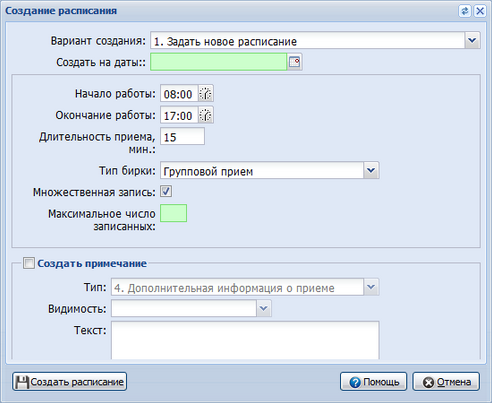 Создание расписания
Вариант создания: 1. Задать новое расписание
Создать на даты::
Начало работы: 08:00
Окончание работы: 17:00
Длительность приема, 15
мин.:
Тип бирки: Групповой прием
Множественная запись:
Максимальное число
записанных:
Создать примечание
Тип: 4. Дополнительная информация о приеме
Видимость:
Текст:
Создать расписание Помощь Отмена